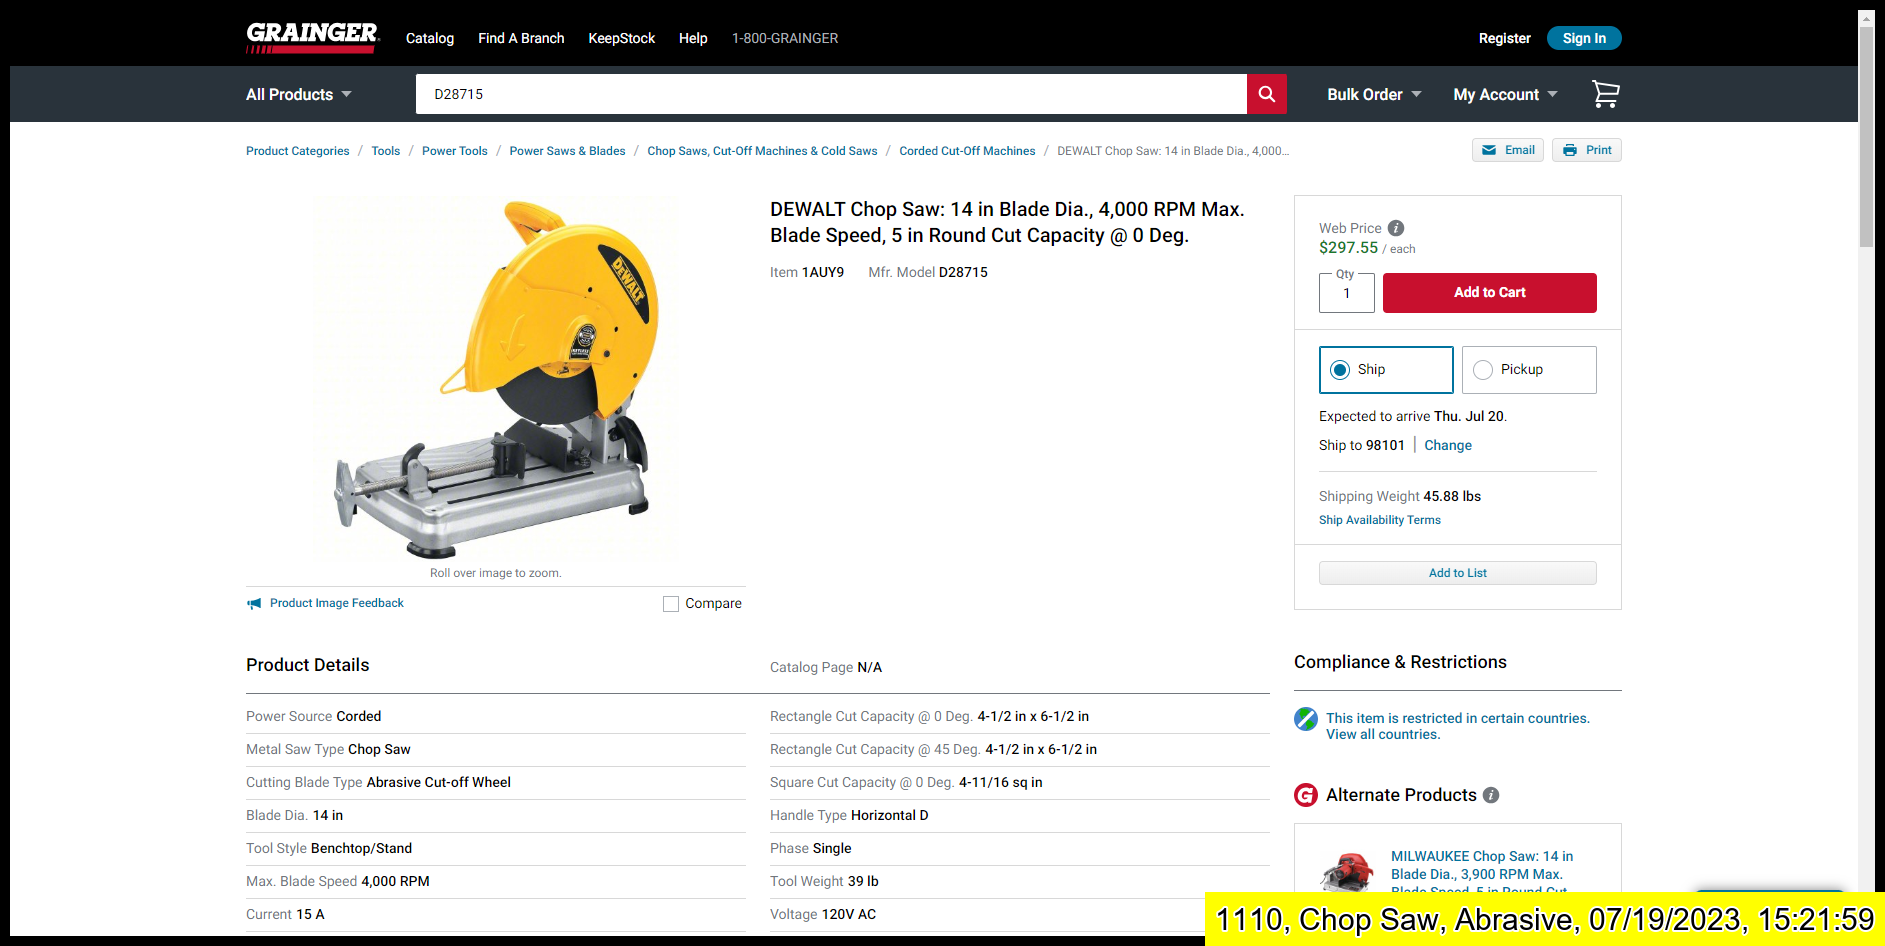 GRAINGER
Catalog Find A Branch KeepStock Help 1-800-GRAINGER
Register Sign In
All Products
D28715
Bulk Order My Account
Product Categories / Tools / Power Tools / Power Saws & Blades / Chop Saws, Cut-Off Machines & Cold Saws / Corded Cut-Off Machines / DEWALT Chop Saw: 14 in Blade Dia., 4,000...
Email Print
DEWALT
Roll over image to zoom.
Product Image Feedback
Compare
DEWALT Chop Saw: 14 in Blade Dia., 4,000 RPM Max.
Blade Speed, 5 in Round Cut Capacity @ 0 Deg.
Item 1AUY9 Mfr. Model D28715
Web Price
$297.55 / each
Qty
1
Add to Cart
Ship
Pickup
Expected to arrive Thu. Jul 20.
Ship to 98101 | Change
Shipping Weight 45.88 lbs
Ship Availability Terms
Add to List
Product Details
Catalog Page N/A
Power Source Corded
Metal Saw Type Chop Saw
Cutting Blade Type Abrasive Cut-off Wheel
Blade Dia. 14 in
Tool Style Benchtop/Stand
Max. Blade Speed 4,000 RPM
Current 15 A
Rectangle Cut Capacity @ 0 Deg. 4-1/2 in x 6-1/2 in
Rectangle Cut Capacity @ 45 Deg. 4-1/2 in x 6-1/2 in
Square Cut Capacity @ 0 Deg. 4-11/16 sq in
Handle Type Horizontal D
Phase Single
Tool Weight 39 lb
Voltage 120V AC
Compliance & Restrictions
This item is restricted in certain countries.
View all countries.
Alternate Products
MILWAUKEE Chop Saw: 14 in
Blade Dia., 3,900 RPM Max.
Blade Speed, 5 in Round Cut
1110, Chop Saw, Abrasive, 07/19/2023, 15:21:59